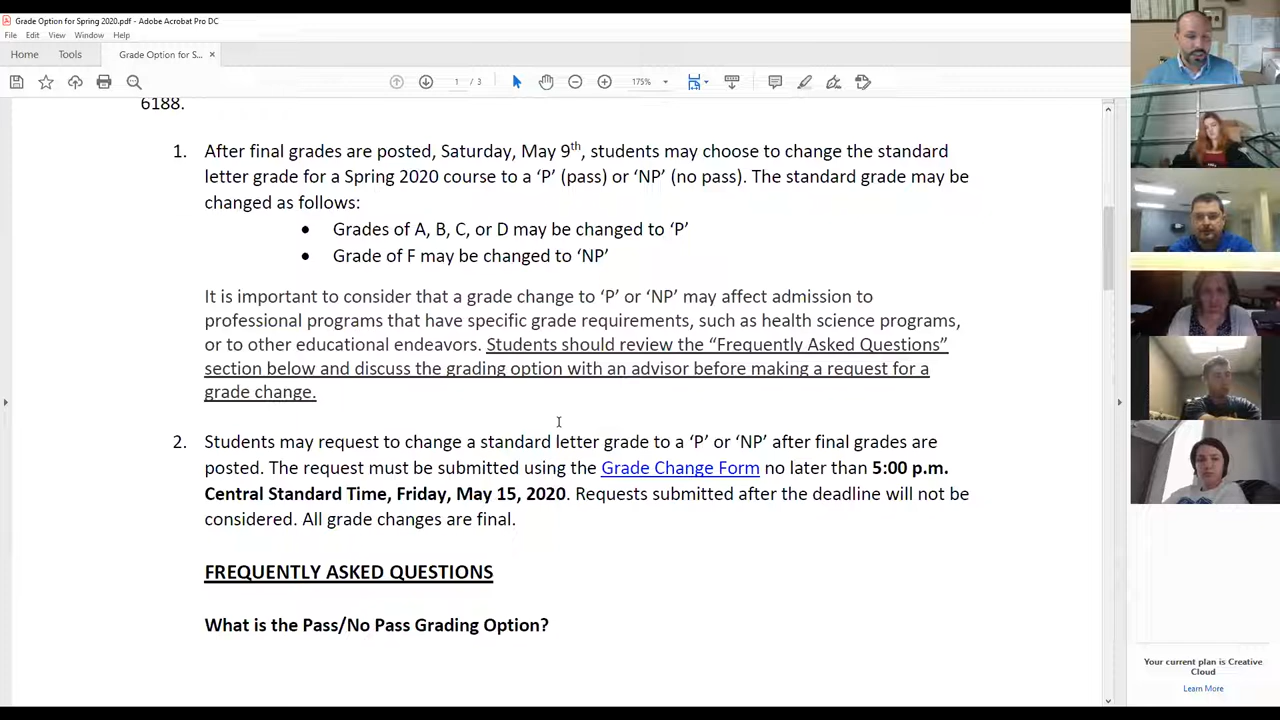 Grade Option for Spring 2020.pdf - Adobe Acrobat Pro DC
File Edit View Window Help
Home Tools Grade Option for S... ×
1 / 3 175%
6188.
1. After final grades are posted, Saturday, May 9th, students may choose to change the standard
letter grade for a Spring 2020 course to a ‘P’ (pass) or ‘NP’ (no pass). The standard grade may be
changed as follows:
• Grades of A, B, C, or D may be changed to ‘P’
• Grade of F may be changed to ‘NP’
It is important to consider that a grade change to ‘P’ or ‘NP’ may affect admission to
professional programs that have specific grade requirements, such as health science programs,
or to other educational endeavors. Students should review the “Frequently Asked Questions”
section below and discuss the grading option with an advisor before making a request for a
grade change.
2. Students may request to change a standard letter grade to a ‘P’ or ‘NP’ after final grades are
posted. The request must be submitted using the Grade Change Form no later than 5:00 p.m.
Central Standard Time, Friday, May 15, 2020. Requests submitted after the deadline will not be
considered. All grade changes are final.
FREQUENTLY ASKED QUESTIONS
What is the Pass/No Pass Grading Option?
Your current plan is Creative
Cloud
Learn More